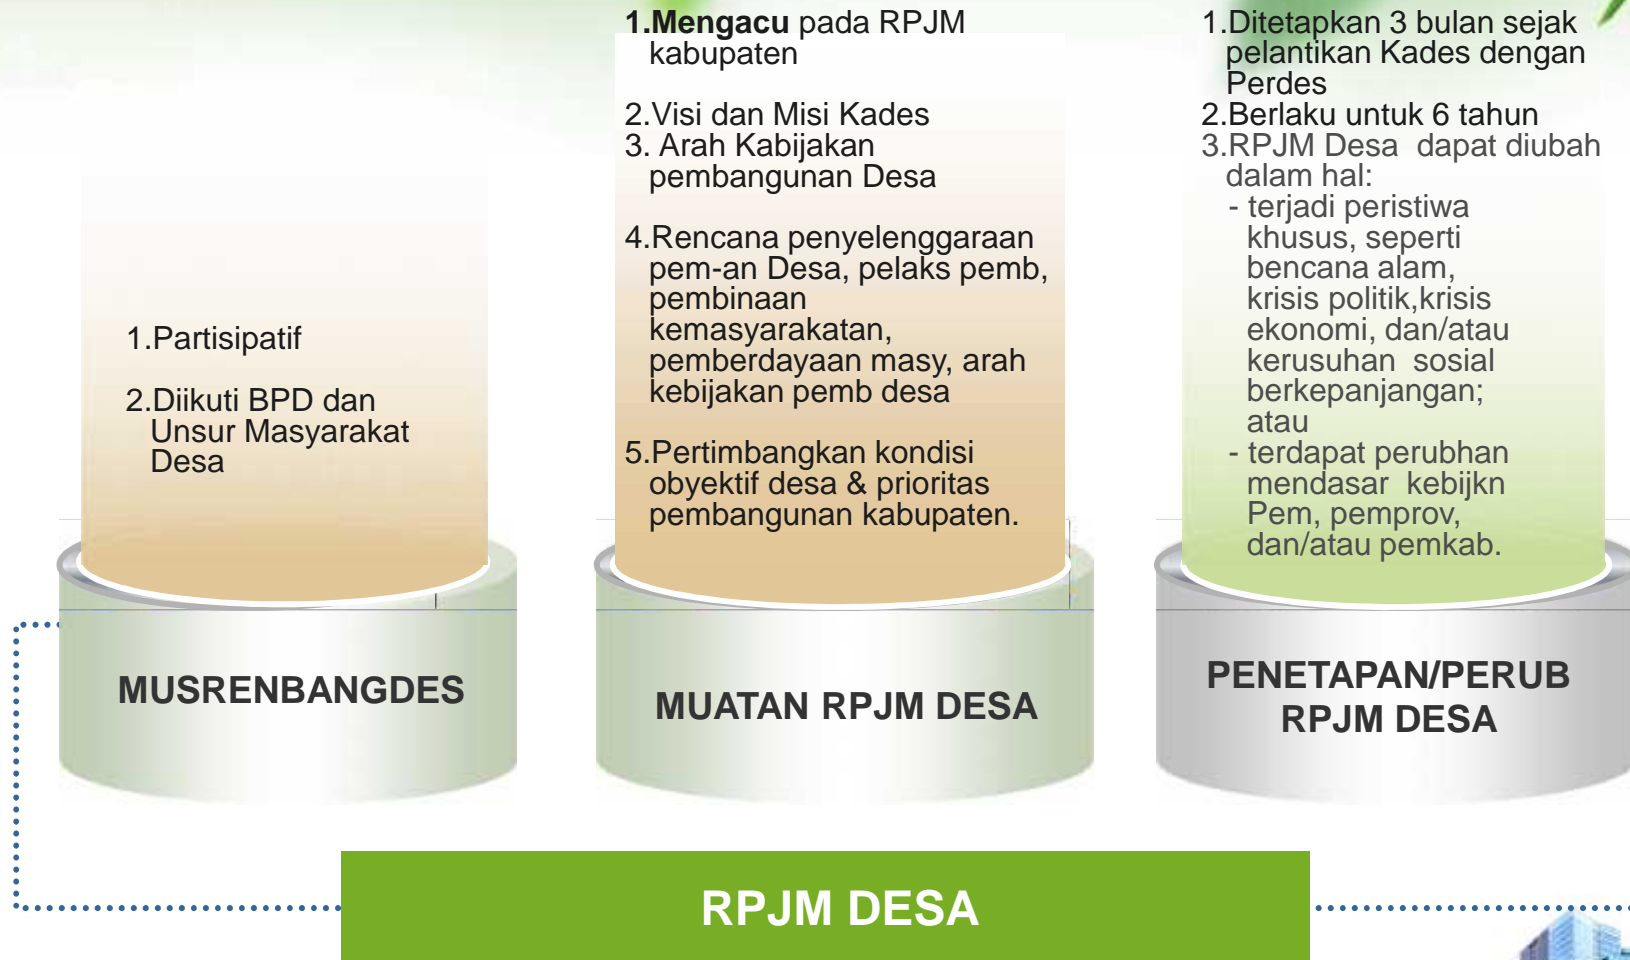 1.Partisipatif
2.Diikuti BPD dan
Unsur Masyarakat
Desa
MUSRENBANGDES
1.Mengacu pada RPJM
kabupaten
2.Visi dan Misi Kades
3. Arah Kabijakan
pembangunan Desa
4.Rencana penyelenggaraan
pem-an Desa, pelaks pemb,
pembinaan
kemasyarakatan,
pemberdayaan masy, arah
kebijakan pemb desa
5.Pertimbangkan kondisi
obyektif desa & prioritas
pembangunan kabupaten.
MUATAN RPJM DESA
1.Ditetapkan 3 bulan sejak
pelantikan Kades dengan
Perdes
2.Berlaku untuk 6 tahun
3.RPJM Desa dapat diubah
dalam hal:
- terjadi peristiwa
khusus, seperti
bencana alam,
krisis politik,krisis
ekonomi, dan/atau
kerusuhan sosial
berkepanjangan;
atau
- terdapat perubhan
mendasar kebijkn
Pem, pemprov,
dan/atau pemkab.
PENETAPAN/PERUB
RPJM DESA
RPJM DESA